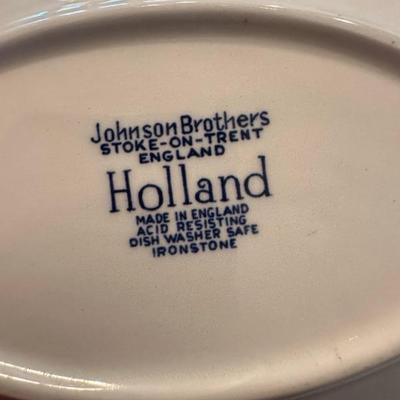 Johnson Brothers
STOKE-ON-TRENT
ENGLAND
Holland
MADE IN ENGLAND
ACID RESISTING
DISH WASHER SAFE
IRONSTONE